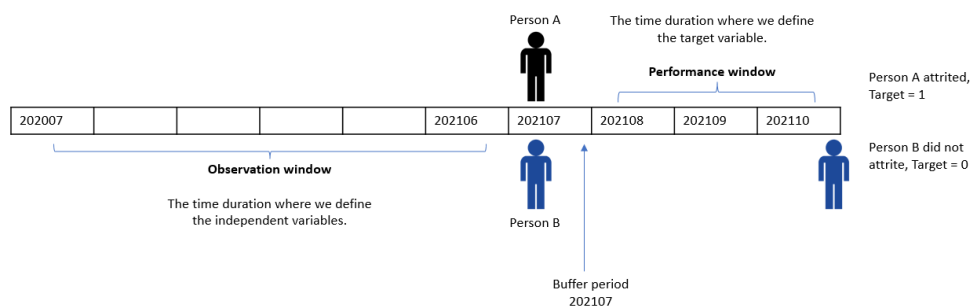 Person A
The time duration where we define
the target variable.
Performance window
Person A attrited,
Target = 1
202007
202106
202107
202108
202109
202110
Person B did not
attrite, Target = 0
Observation window
The time duration where we define
the independent variables.
Person B
Buffer period
202107